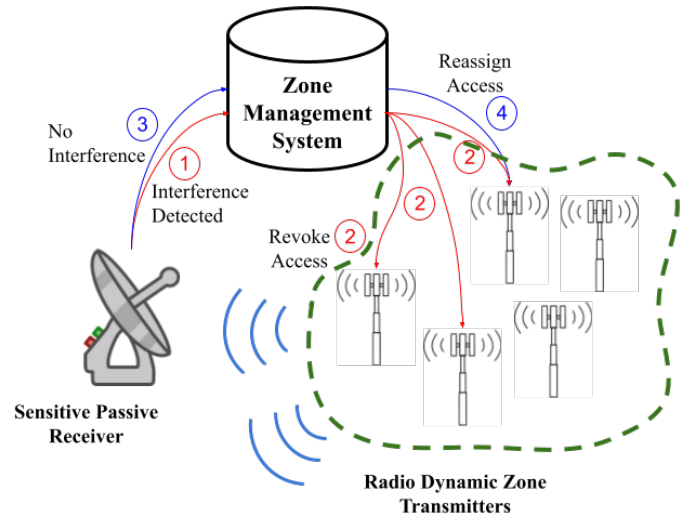 Zone
Management
System
Reassign
Access
4
3
No
Interference
1
Interference
Detected
2
2
Revoke
Access
2
Sensitive Passive
Receiver
Radio Dynamic Zone
Transmitters